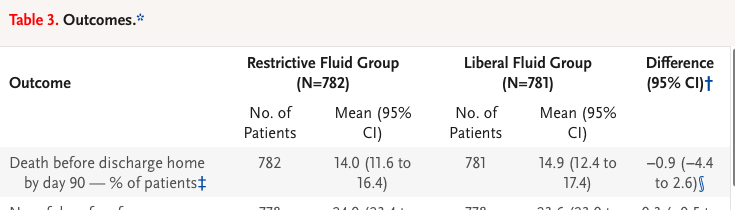 Table 3. Outcomes.*
Outcome
Restrictive Fluid Group
(N=782)
Liberal Fluid Group
(N=781)
Difference
(95% CI)†
No. of
Patients
Mean (95%
CI)
No. of
Patients
Mean (95%
CI)
Death before discharge home
by day 90 — % of patients‡
782
14.0 (11.6 to
16.4)
781
14.9 (12.4 to
17.4)
−0.9 (−4.4
to 2.6)§